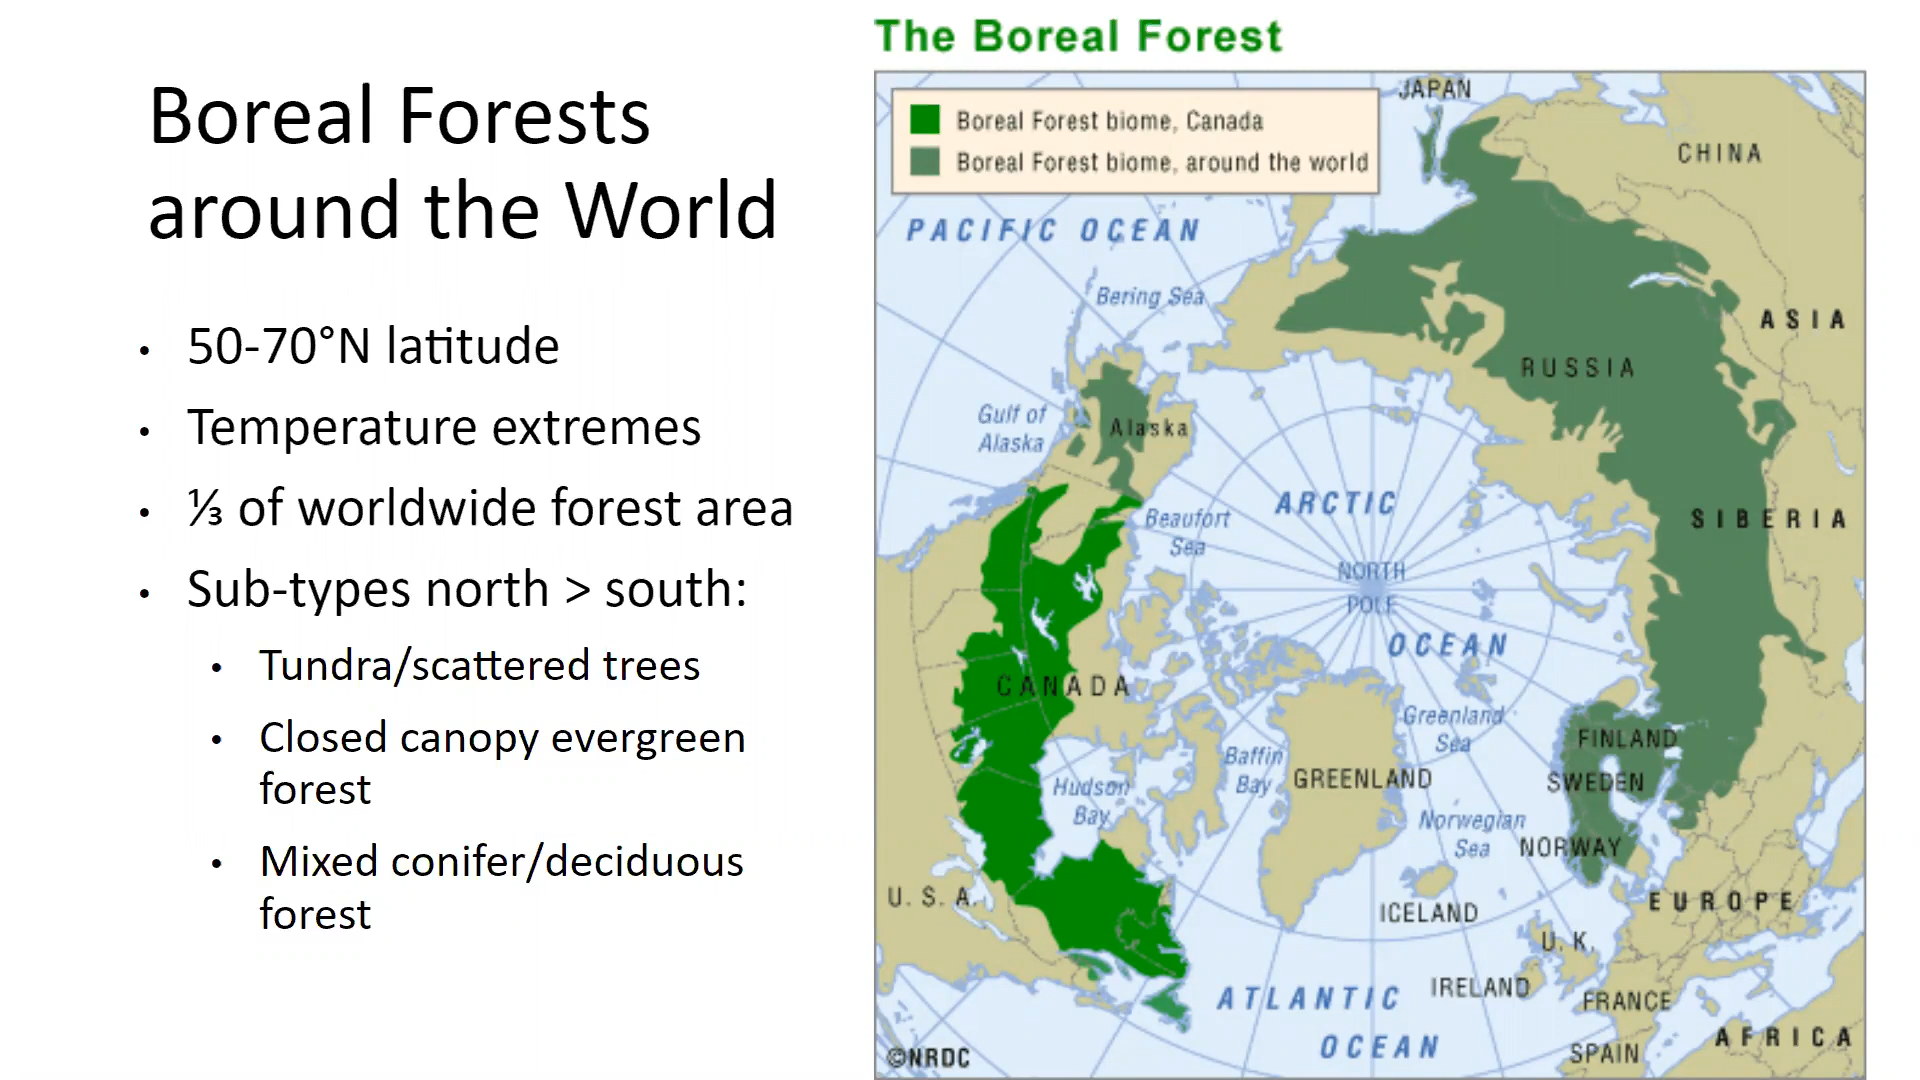 Boreal Forests
around the World
• 50-70°N latitude
• Temperature extremes
• ⅓ of worldwide forest area
• Sub-types north > south:
• Tundra/scattered trees
• Closed canopy evergreen
forest
• Mixed conifer/deciduous
forest
The Boreal Forest
Boreal Forest biome, Canada
Boreal Forest biome, around the world
JAPAN
CHINA
PACIFIC OCEAN
Bering Sea
ASIA
RUSSIA
Gulf of
Alaska
Alaska
ARCTIC
Beaufort
Sea
SIBERIA
NORTH
POLE
OCEAN
CANADA
Greenland
Sea
FINLAND
Baffin
Bay
GREENLAND
SWEDEN
Hudson
Bay
Norwegian
Sea
NORWAY
U.S.A.
EUROPE
ICELAND
U.K.
IRELAND
ATLANTIC
OCEAN
FRANCE
AFRICA
SPAIN
©NRDC